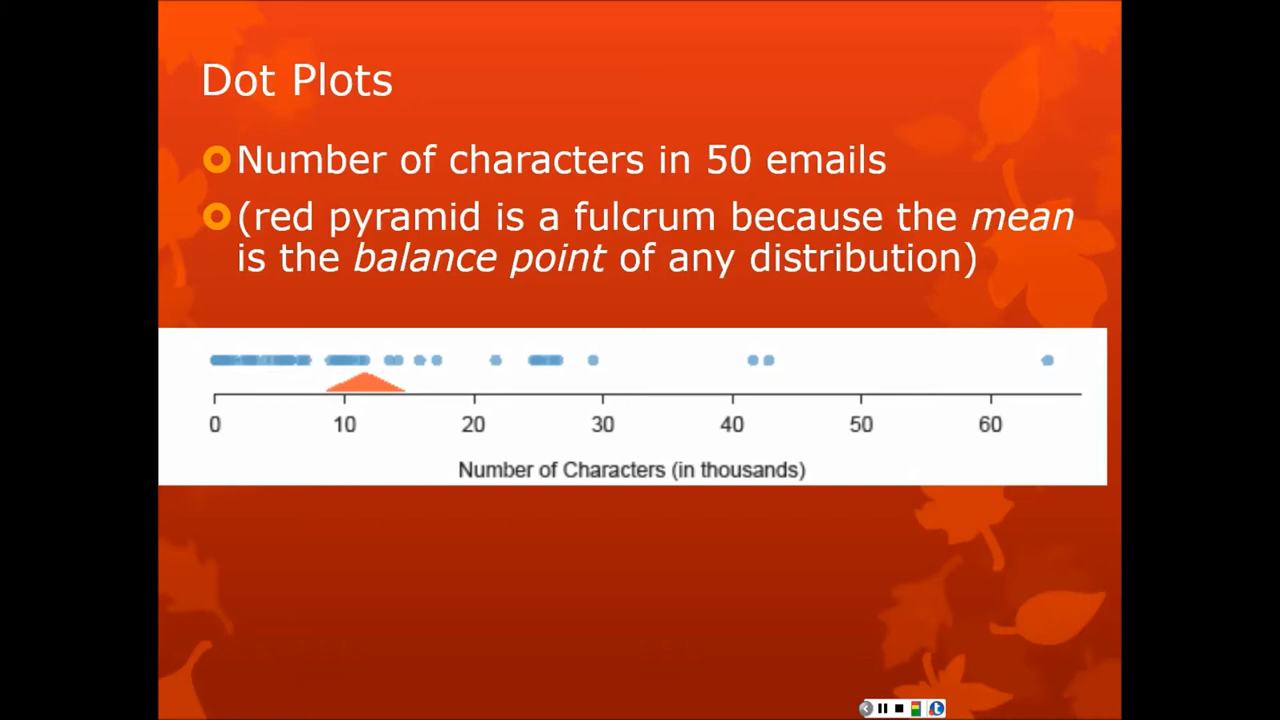 Dot Plots
Number of characters in 50 emails
(red pyramid is a fulcrum because the mean
is the balance point of any distribution)
0 10 20 30 40 50 60
Number of Characters (in thousands)